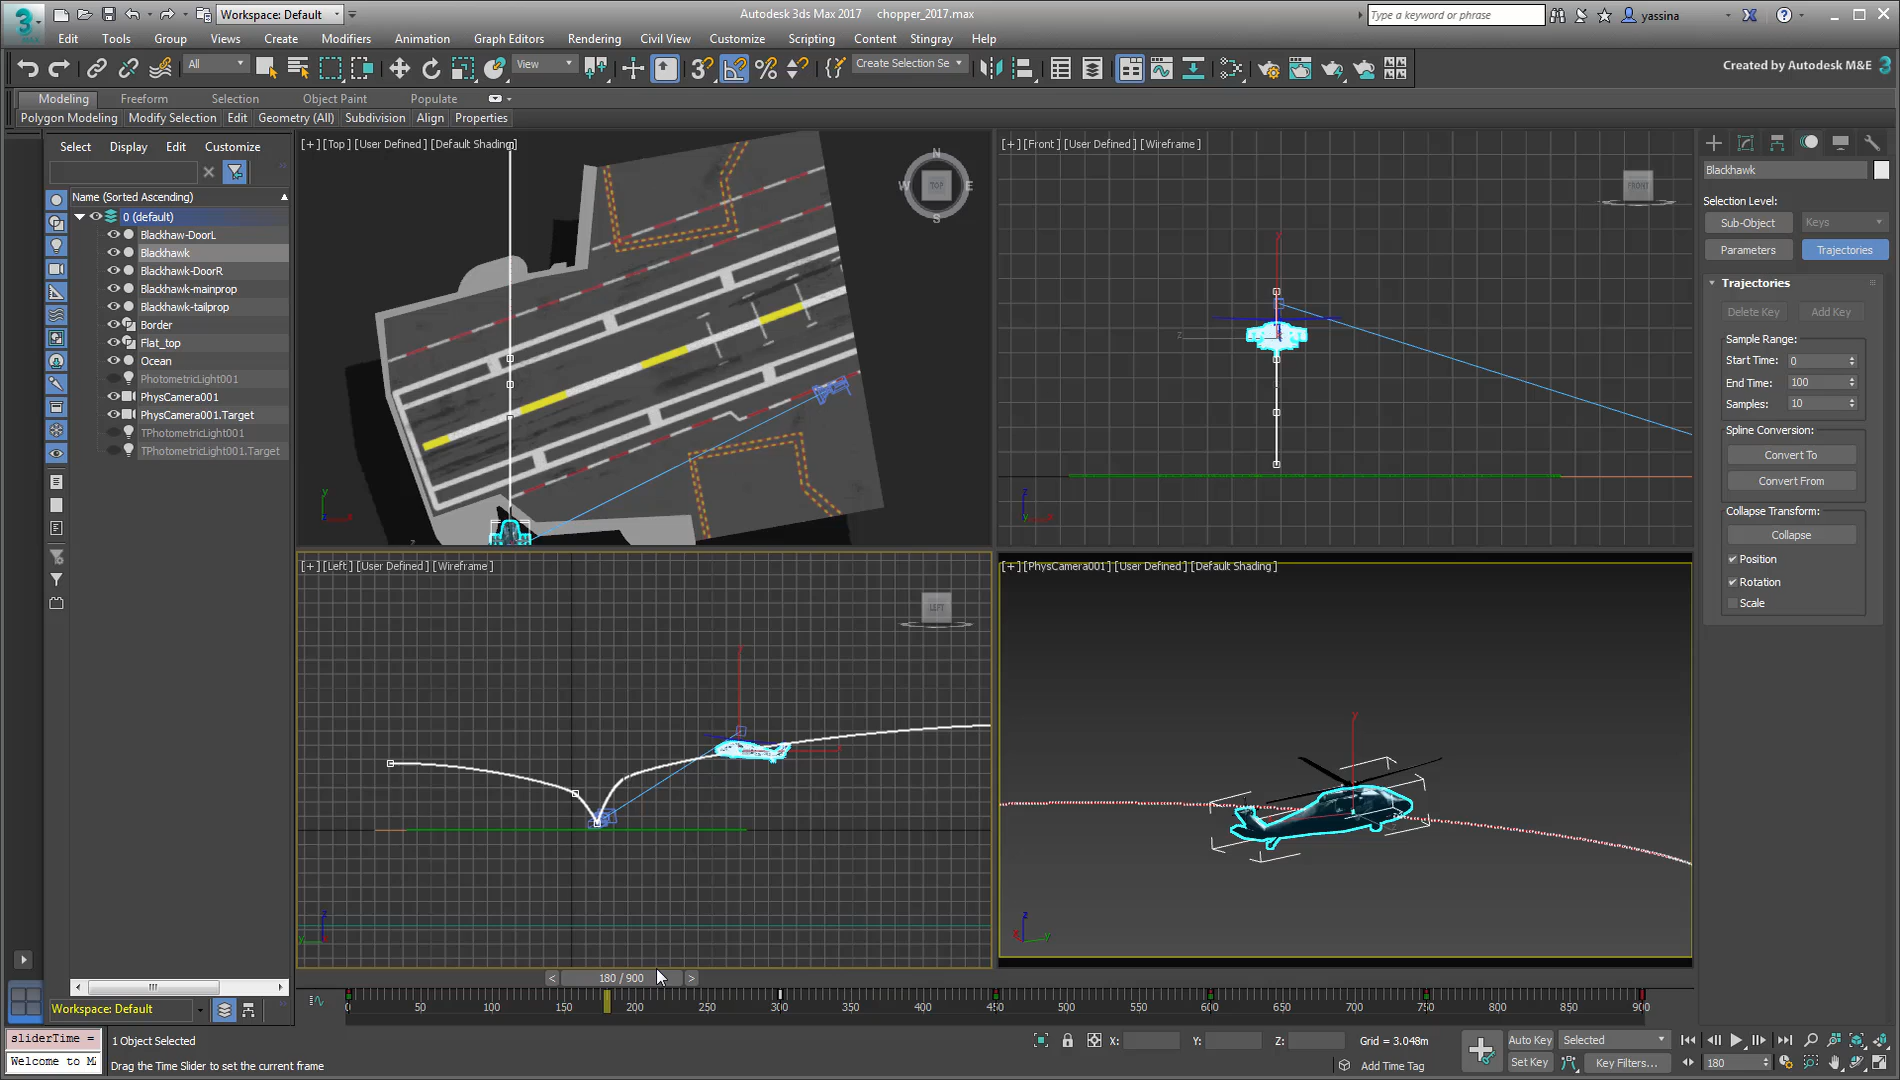 3
MAX
Workspace: Default
Autodesk 3ds Max 2017 chopper_2017.max
Type a keyword or phrase
yassina
Edit Tools Group Views Create Modifiers Animation Graph Editors Rendering Civil View Customize Scripting Content Stingray Help
All
View
3
Create Selection Se
Created by Autodesk M&E 3
Modeling Freeform Selection Object Paint Populate
Polygon Modeling Modify Selection Edit Geometry (All) Subdivision Align Properties
Select Display Edit Customize
Name (Sorted Ascending)
0 (default)
Blackhaw-DoorL
Blackhawk
Blackhawk-DoorR
Blackhawk-mainprop
Blackhawk-tailprop
Border
Flat_top
Ocean
PhotometricLight001
PhysCamera001
PhysCamera001.Target
TPhotometricLight001
TPhotometricLight001.Target
[+] [Top] [User Defined] [Default Shading]
N
W TOP E
S
y
z
[+] [Front] [User Defined] [Wireframe]
FRONT
y
z
z
[+] [Left] [User Defined] [Wireframe]
LEFT
z
y
[+] [PhysCamera001] [User Defined] [Default Shading]
y
z
x y
Blackhawk
Selection Level:
Sub-Object Keys
Parameters Trajectories
Trajectories
Delete Key Add Key
Sample Range:
Start Time: 0
End Time: 100
Samples: 10
Spline Conversion:
Convert To
Convert From
Collapse Transform:
Collapse
Position
Rotation
Scale
< 180 / 900 >
0 50 100 150 200 250 300 350 400 450 500 550 600 650 700 750 800 850 900
Workspace: Default
sliderTime =
Welcome to M
1 Object Selected
Drag the Time Slider to set the current frame
X: Y: Z: Grid = 3.048m
Add Time Tag
Auto Key Selected
Set Key Key Filters...
180